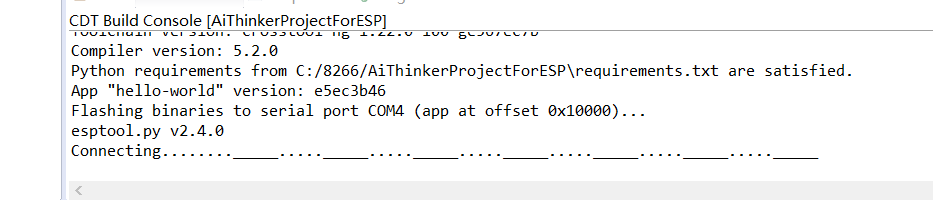 CDT Build Console [AiThinkerProjectForESP]
Compiler version: 5.2.0
Python requirements from C:/8266/AiThinkerProjectForESP\requirements.txt are satisfied.
App "hello-world" version: e5ec3b46
Flashing binaries to serial port COM4 (app at offset 0x10000)...
esptool.py v2.4.0
Connecting........_____....._____....._____....._____....._____....._____....._____